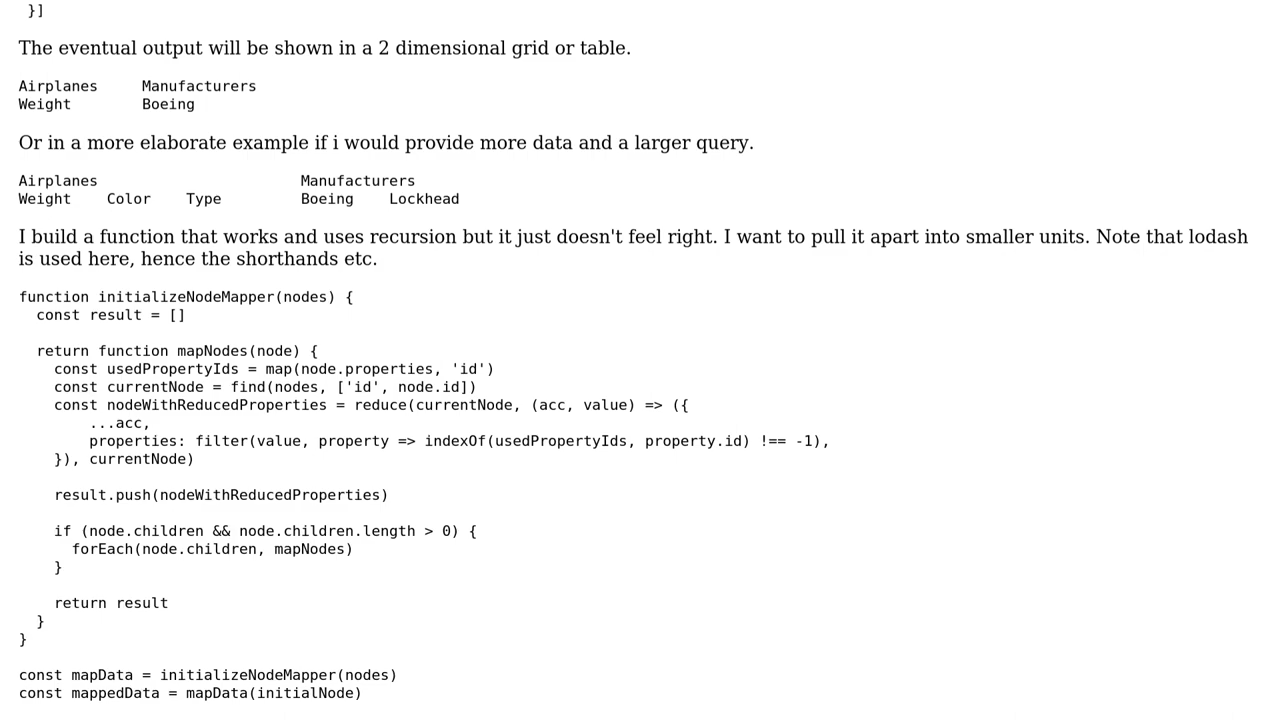 }]
The eventual output will be shown in a 2 dimensional grid or table.
Airplanes     Manufacturers
Weight        Boeing
Or in a more elaborate example if i would provide more data and a larger query.
Airplanes                       Manufacturers
Weight    Color    Type         Boeing    Lockhead
I build a function that works and uses recursion but it just doesn't feel right. I want to pull it apart into smaller units. Note that lodash
is used here, hence the shorthands etc.
function initializeNodeMapper(nodes) {
  const result = []
  return function mapNodes(node) {
    const usedPropertyIds = map(node.properties, 'id')
    const currentNode = find(nodes, ['id', node.id])
    const nodeWithReducedProperties = reduce(currentNode, (acc, value) => ({
        ...acc,
        properties: filter(value, property => indexOf(usedPropertyIds, property.id) !== -1),
    }), currentNode)
    result.push(nodeWithReducedProperties)
    if (node.children && node.children.length > 0) {
      forEach(node.children, mapNodes)
    }
    return result
  }
}
const mapData = initializeNodeMapper(nodes)
const mappedData = mapData(initialNode)